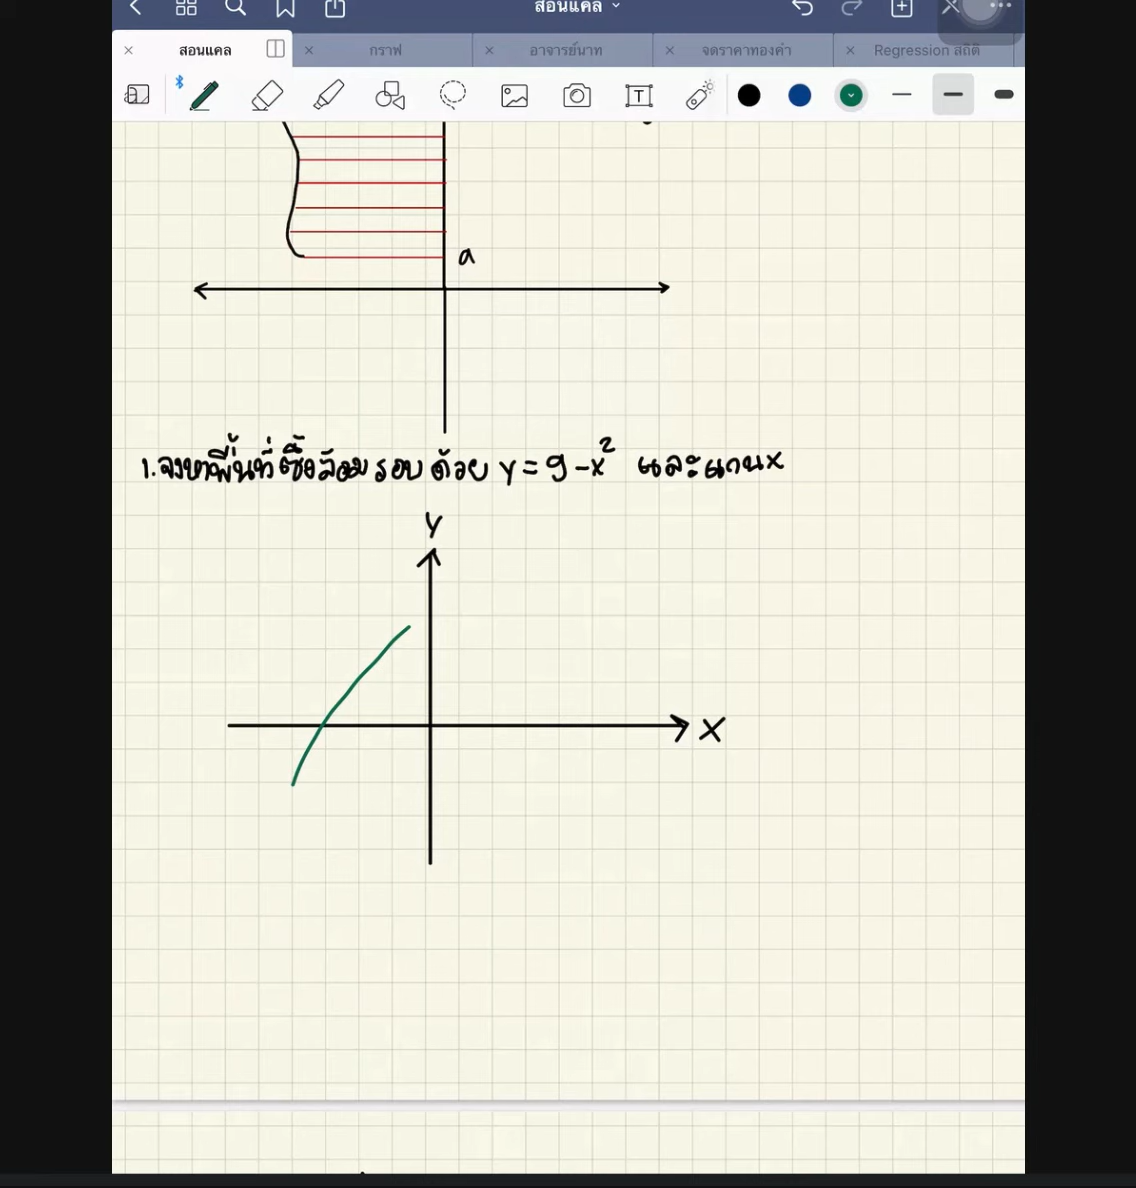 สอนแคล
สอนแคล กราฟ อาจารย์นาท จดราคาทองคำ Regression สถิติ
T
a
1. จงหาพื้นที่ซึ่งล้อมรอบด้วย y = 9 - x² และแกน x
Y
X